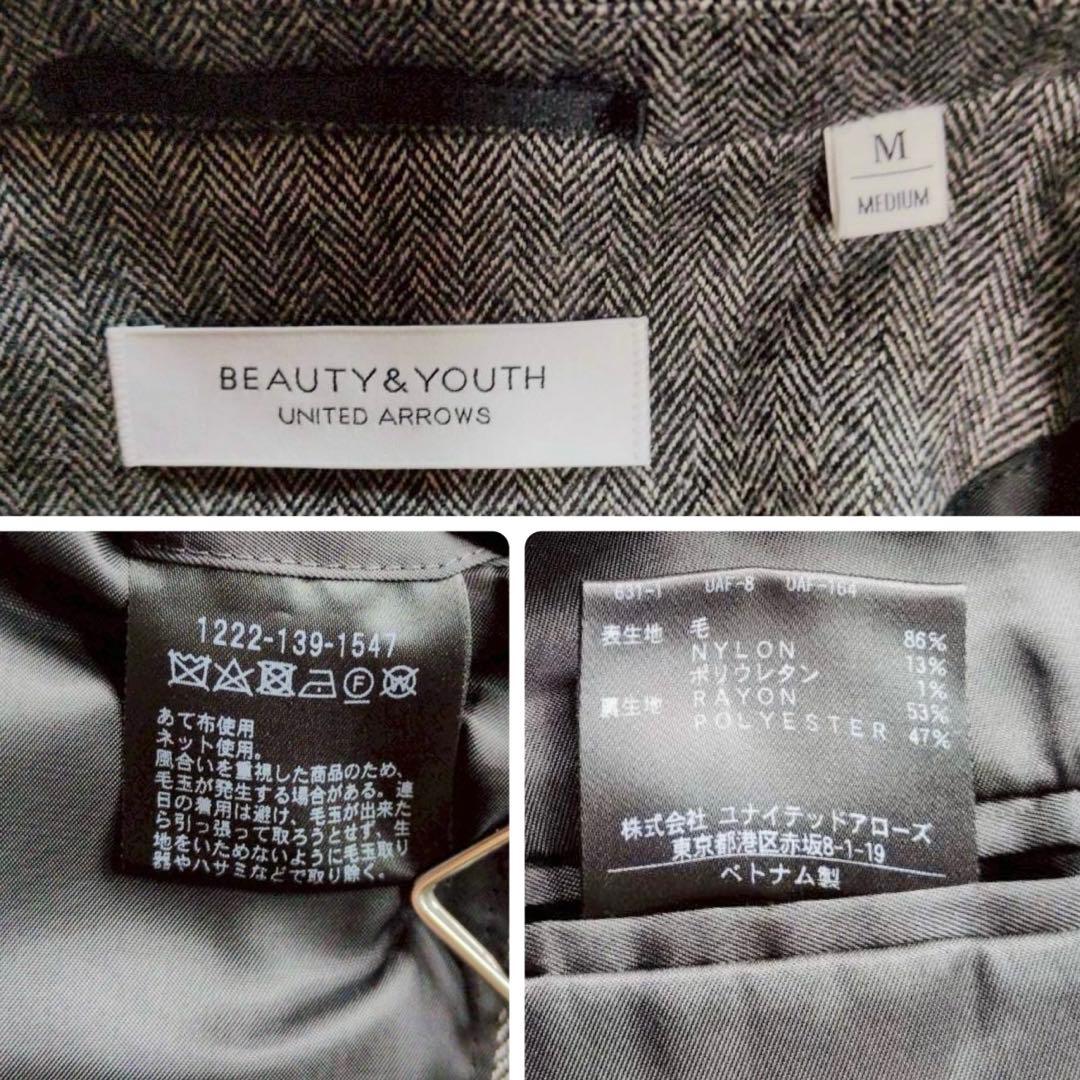 M
MEDIUM
BEAUTY&YOUTH
UNITED ARROWS
1222-139-1547
F
W
あて布使用
ネット使用。
風合いを重視した商品のため、
毛玉が発生する場合がある。連
日の着用は避け、毛玉が出来た
ら引っ張って取ろうとせず、生
地をいためないように毛玉取り
器やハサミなどで取り除く。
631-1 UAF-8 UAF-164
表生地 毛 86%
NYLON 13%
ポリウレタン 1%
裏生地 RAYON 53%
POLYESTER 47%
株式会社 ユナイテッドアローズ
東京都港区赤坂8-1-19
ベトナム製